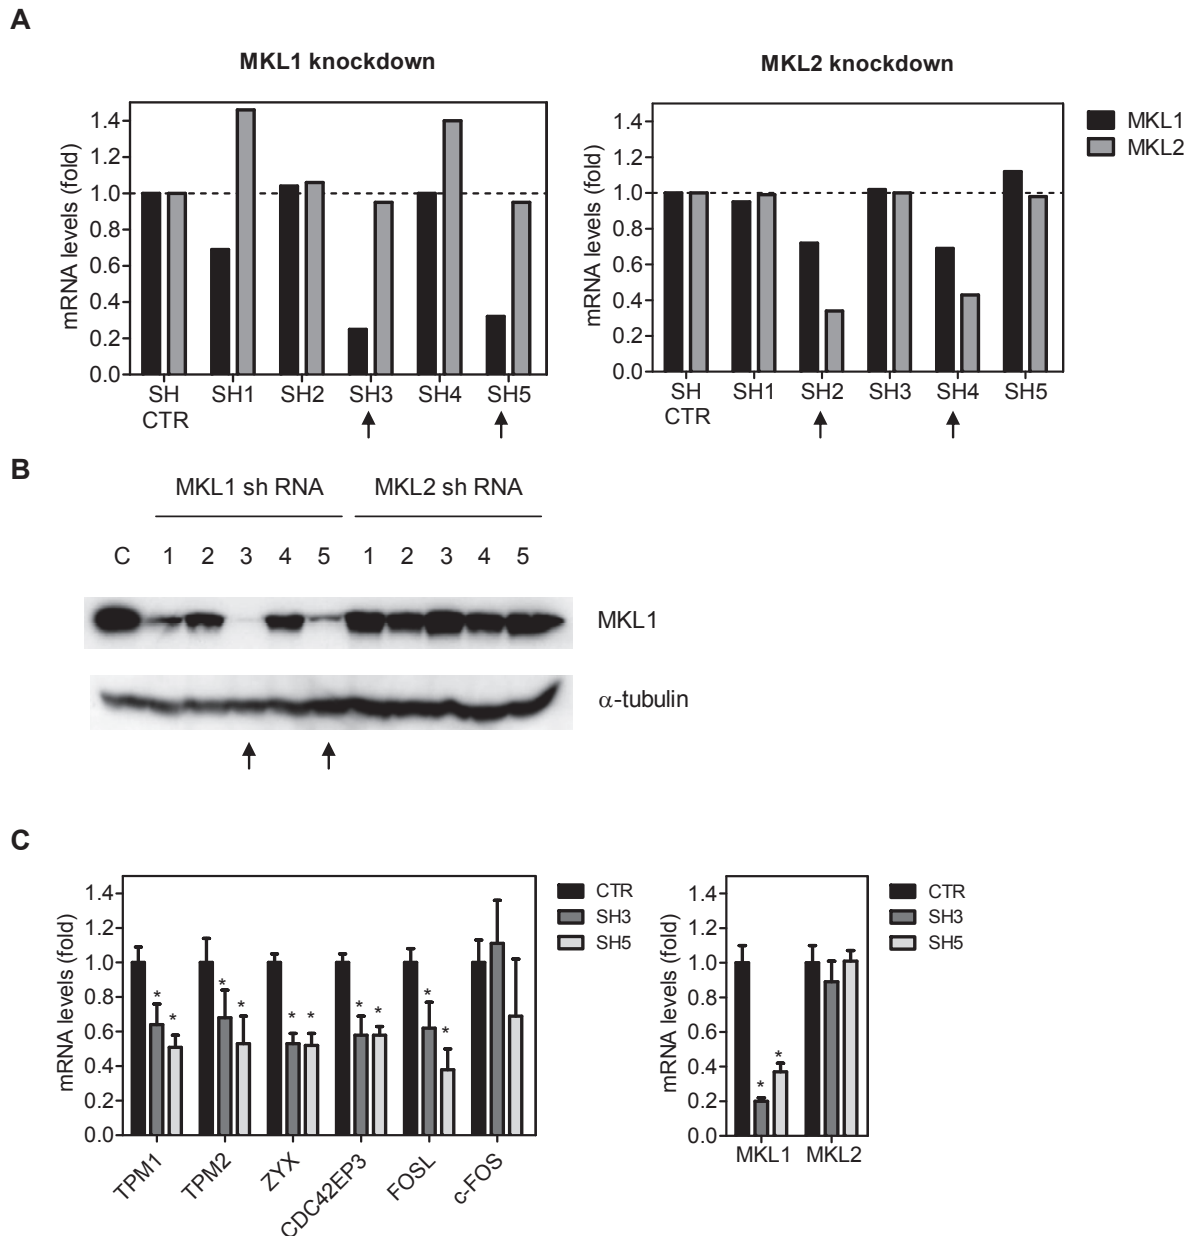 A
MKL1 knockdown
MKL2 knockdown
mRNA levels (fold)
1.4
1.2
1.0
0.8
0.6
0.4
0.2
0.0
SH CTR
SH1
SH2
SH3
SH4
SH5
mRNA levels (fold)
1.4
1.2
1.0
0.8
0.6
0.4
0.2
0.0
SH CTR
SH1
SH2
SH3
SH4
SH5
MKL1
MKL2
B
MKL1 sh RNA MKL2 sh RNA
C 1 2 3 4 5 1 2 3 4 5
MKL1
α-tubulin
C
mRNA levels (fold)
1.4
1.2
1.0
0.8
0.6
0.4
0.2
0.0
* * * * * * * * * *
TPM1
TPM2
ZYX
CDC42EP3
FOSL
c-FOS
CTR
SH3
SH5
mRNA levels (fold)
1.4
1.2
1.0
0.8
0.6
0.4
0.2
0.0
* *
MKL1 MKL2
CTR
SH3
SH5